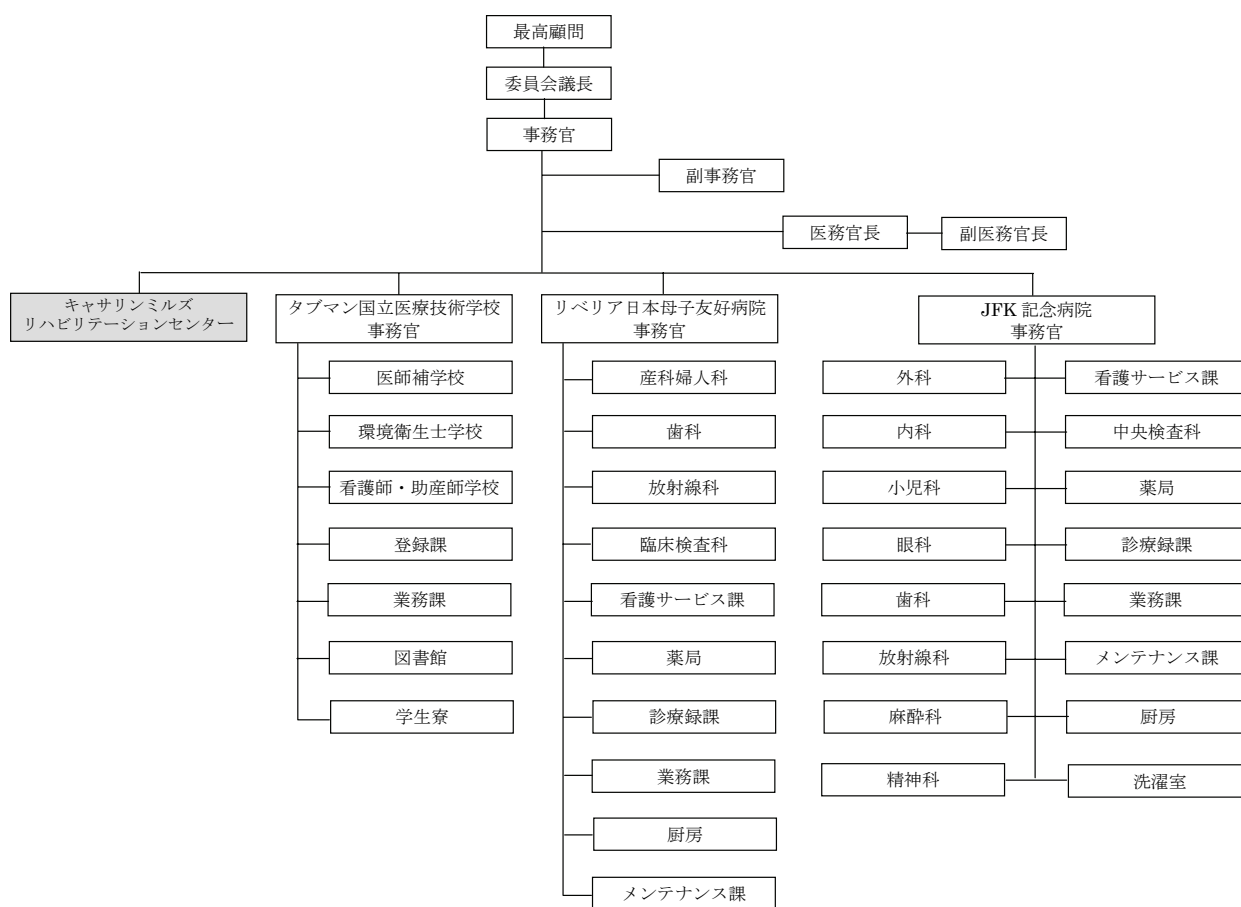 最高顧問
委員会議長
事務官
副事務官
医務官長
副医務官長
キャサリンミルズ
リハビリテーションセンター
タブマン国立医療技術学校
事務官
リベリア日本母子友好病院
事務官
JFK 記念病院
事務官
医師補学校
環境衛生士学校
看護師・助産師学校
登録課
業務課
図書館
学生寮
産科婦人科
歯科
放射線科
臨床検査科
看護サービス課
薬局
診療録課
業務課
厨房
メンテナンス課
外科
内科
小児科
眼科
歯科
放射線科
麻酔科
精神科
看護サービス課
中央検査科
薬局
診療録課
業務課
メンテナンス課
厨房
洗濯室